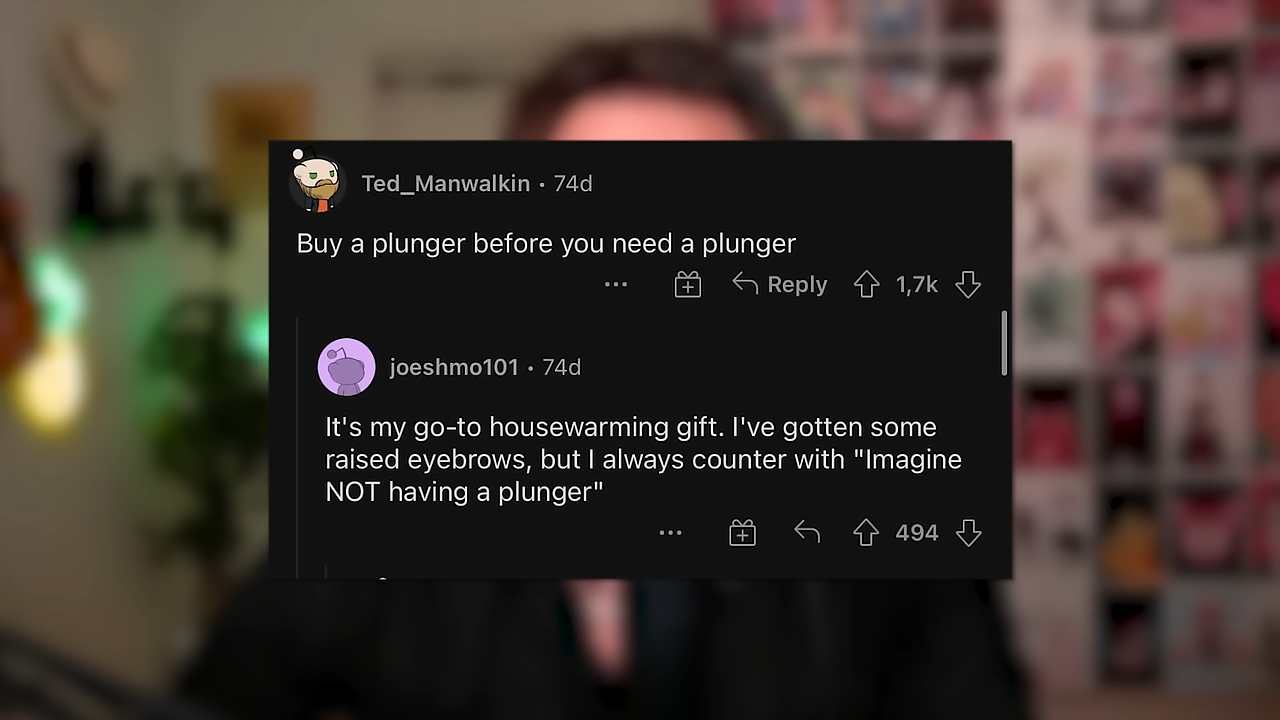 Ted_Manwalkin • 74d
Buy a plunger before you need a plunger
Reply 1,7k
joeshmo101 • 74d
It's my go-to housewarming gift. I've gotten some
raised eyebrows, but I always counter with "Imagine
NOT having a plunger"
494